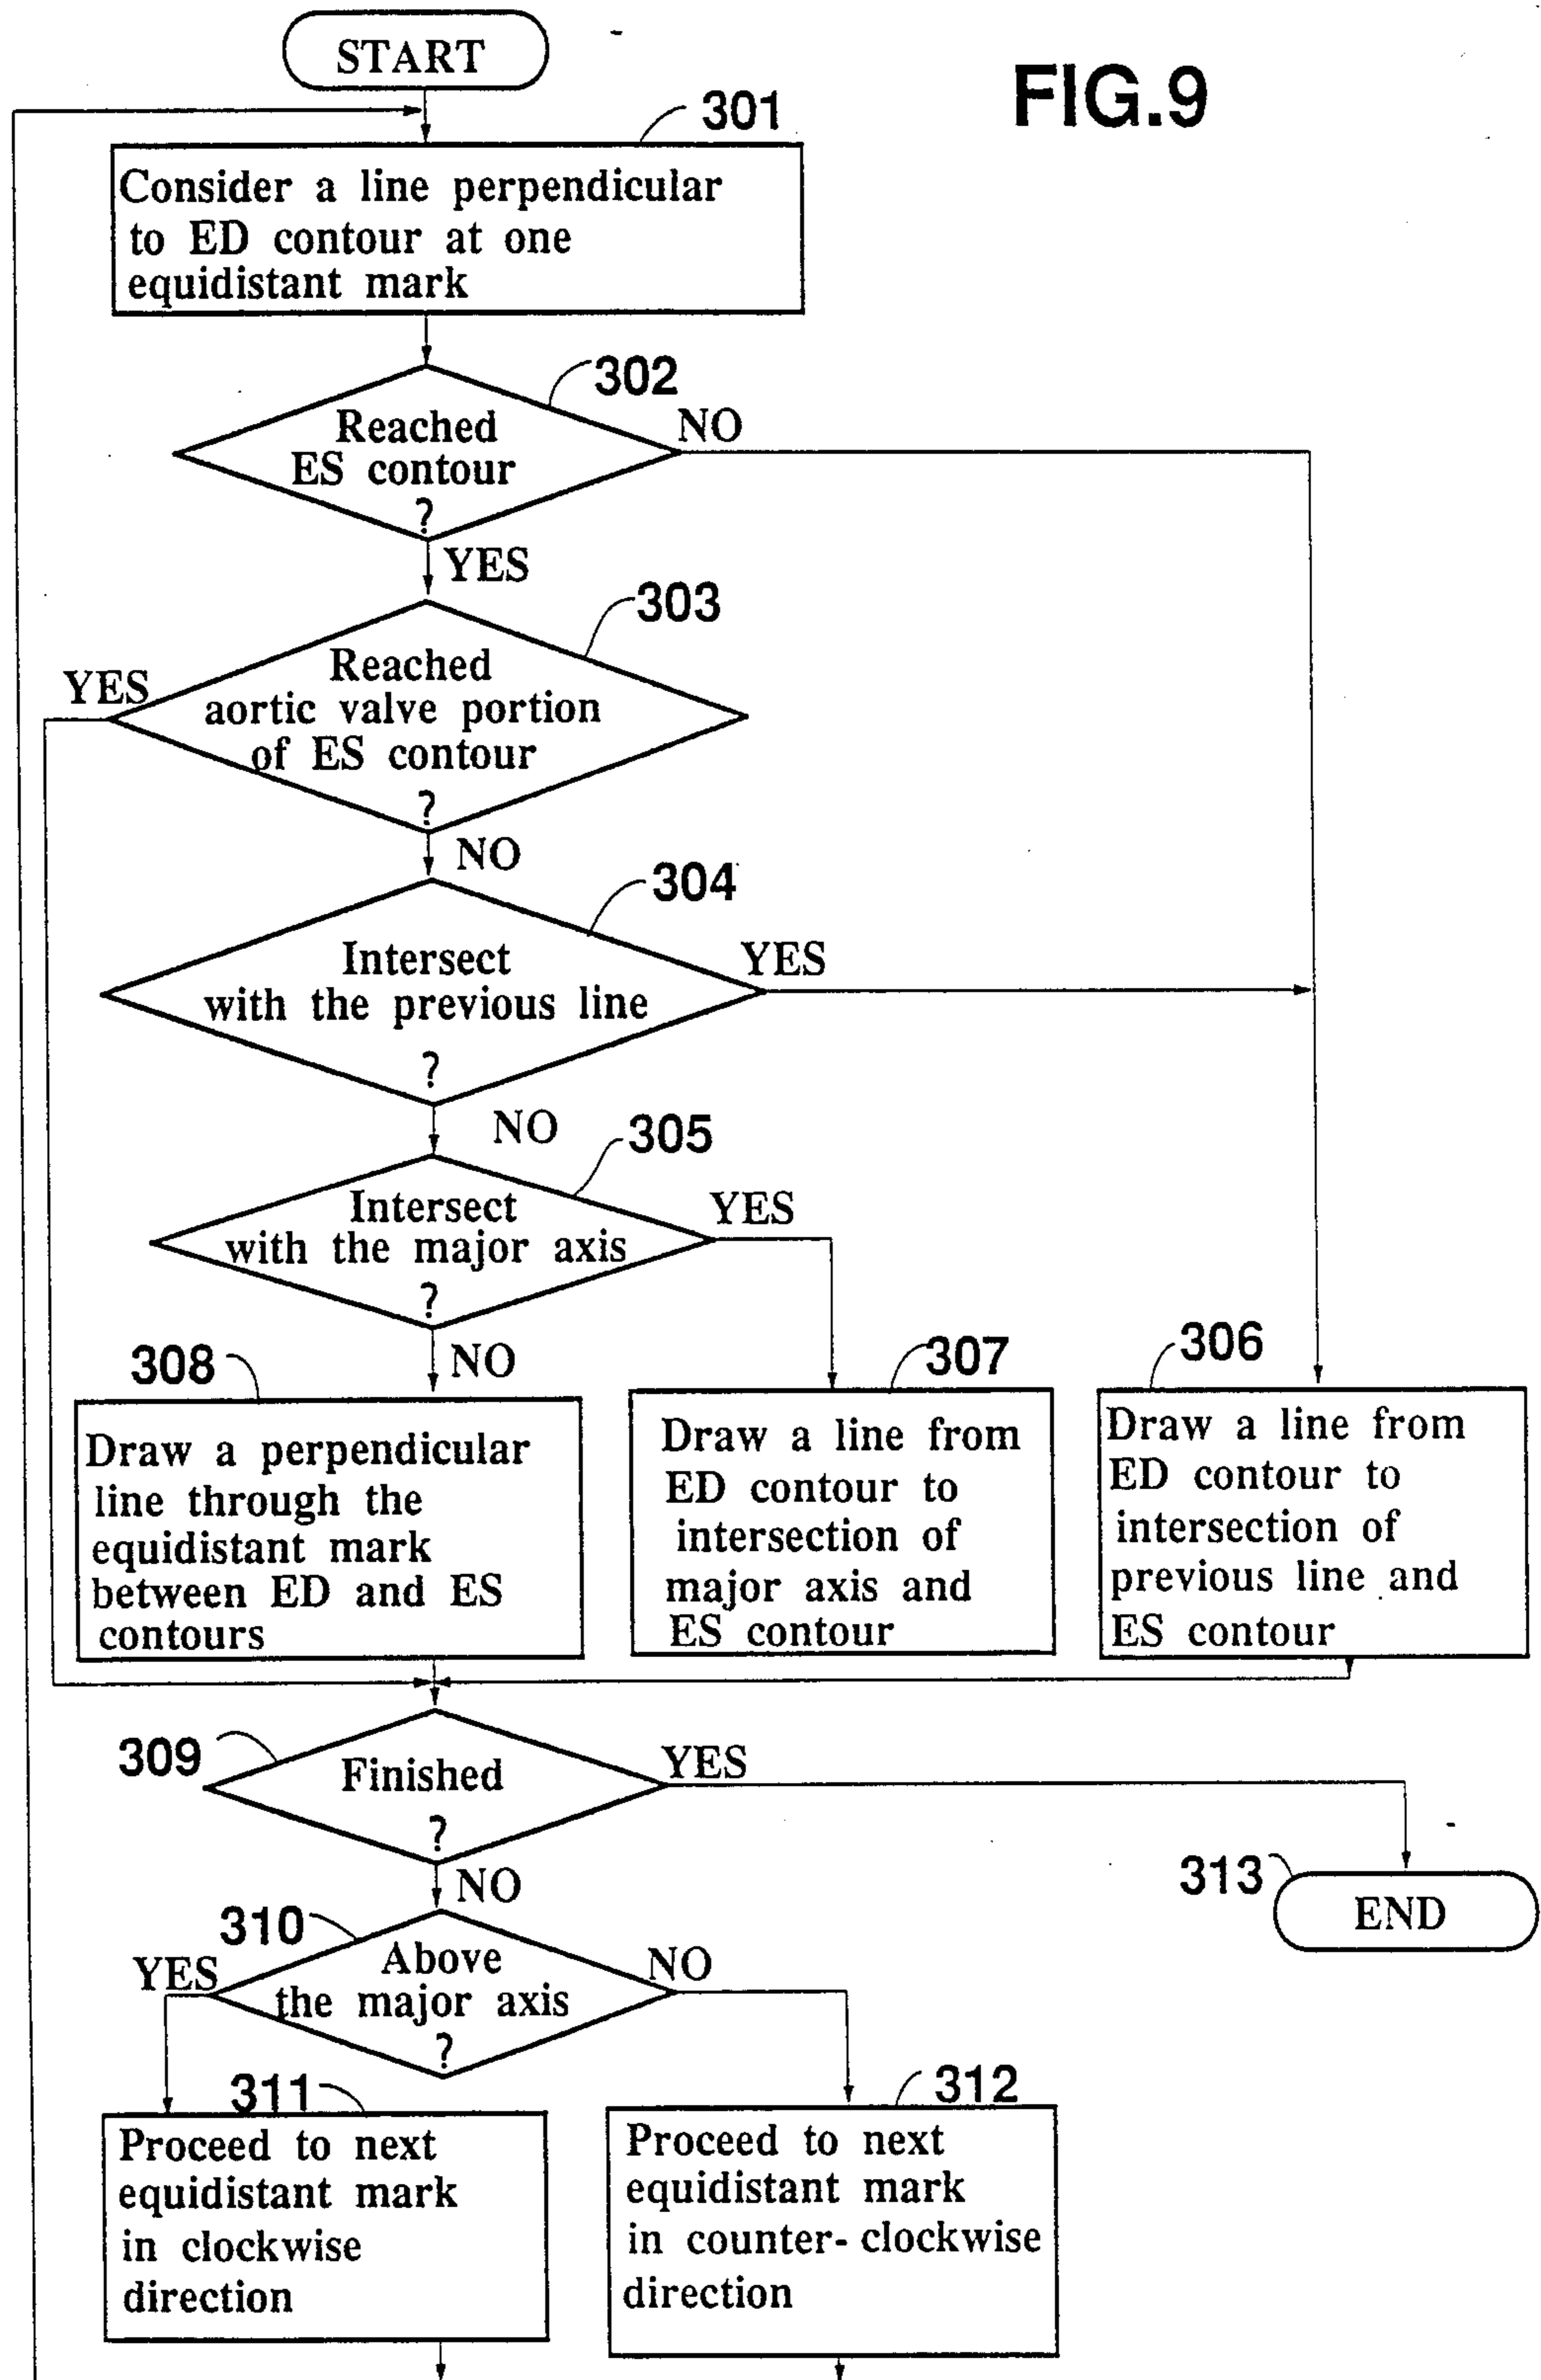 START
FIG.9
301
Consider a line perpendicular
to ED contour at one
equidistant mark
302
Reached
ES contour
?
NO
YES
303
Reached
aortic valve portion
of ES contour
?
YES
NO
304
Intersect
with the previous line
?
YES
NO
305
Intersect
with the major axis
?
YES
NO
308
Draw a perpendicular
line through the
equidistant mark
between ED and ES
contours
307
Draw a line from
ED contour to
intersection of
major axis and
ES contour
306
Draw a line from
ED contour to
intersection of
previous line and
ES contour
309
Finished
?
YES
NO
313
END
310
Above
the major axis
?
YES
NO
311
Proceed to next
equidistant mark
in clockwise
direction
312
Proceed to next
equidistant mark
in counter-clockwise
direction